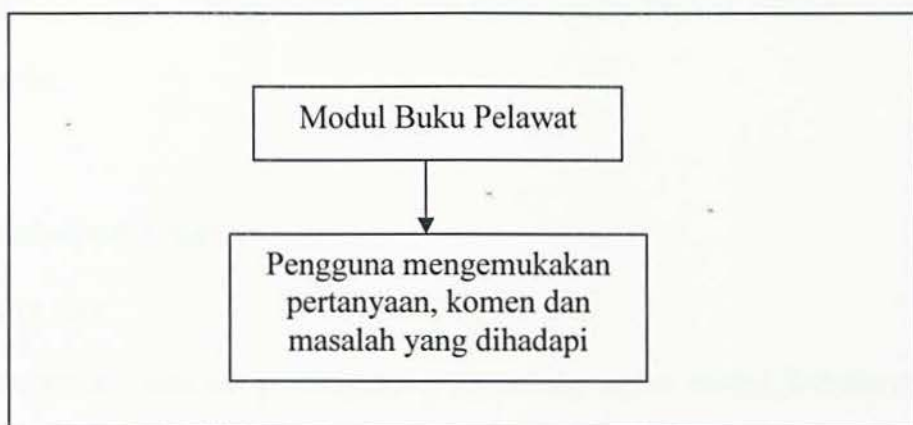 Modul Buku Pelawat
Pengguna mengemukakan
pertanyaan, komen dan
masalah yang dihadapi